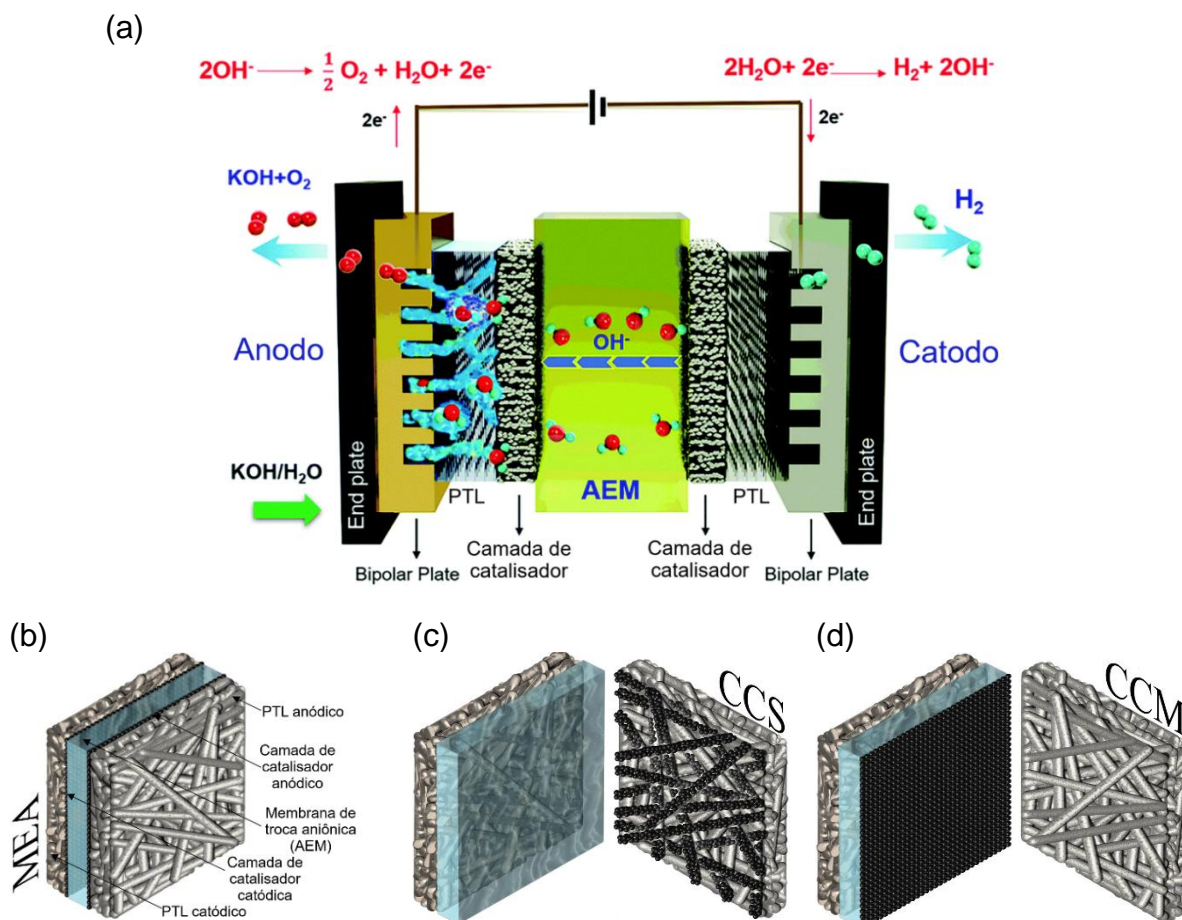 (a)
2OH⁻ → 1/2 O₂ + H₂O+ 2e⁻
2H₂O+ 2e⁻ → H₂+ 2OH⁻
2e⁻
2e⁻
KOH+O₂
H₂
Anodo
OH⁻
Catodo
KOH/H₂O
End plate
PTL
AEM
PTL
End plate
Bipolar Plate
Camada de
catalisador
Camada de
catalisador
Bipolar Plate
(b)
MEA
PTL anódico
Camada de
catalisador
anódico
Membrana de
troca aniônica
(AEM)
Camada de
catalisador
catódica
PTL catódico
(c)
CCS
(d)
CCM